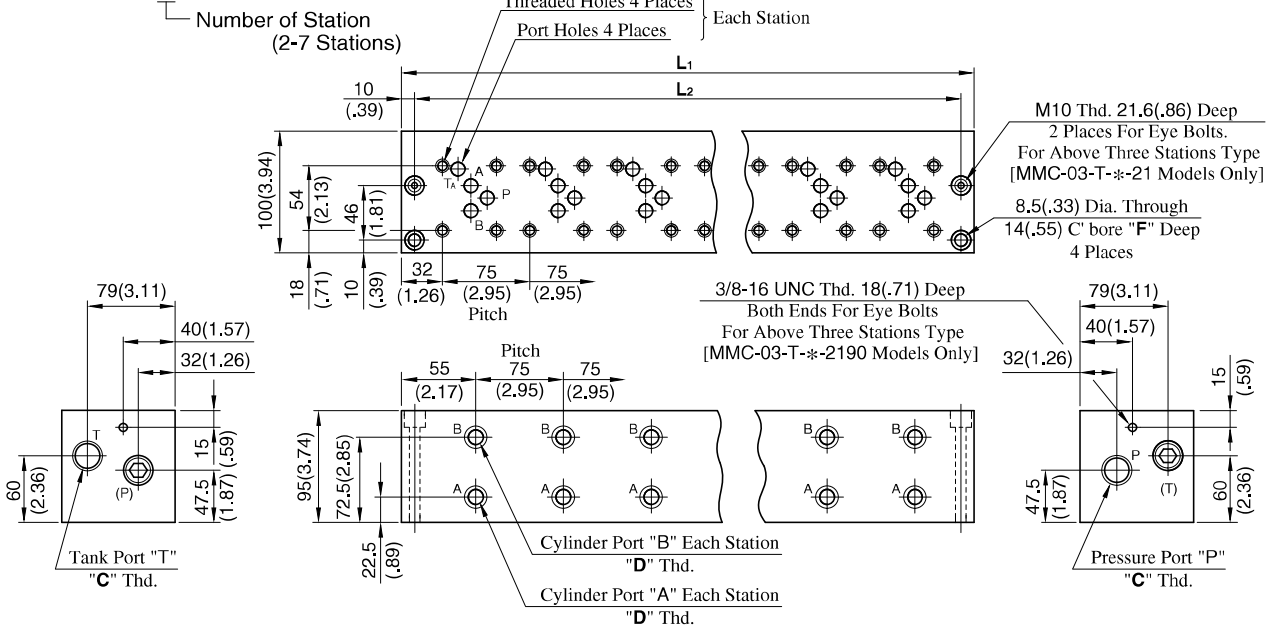 Number of Station
(2-7 Stations)
Threaded Holes 4 Places
Port Holes 4 Places
Each Station
L1
L2
10
(.39)
100(3.94)
54
(2.13)
46
(1.81)
18
(.71)
10
(.39)
TA
A
P
B
32
(1.26)
75
(2.95)
75
(2.95)
Pitch
M10 Thd. 21.6(.86) Deep
2 Places For Eye Bolts.
For Above Three Stations Type
[MMC-03-T-*-21 Models Only]
8.5(.33) Dia. Through
14(.55) C' bore "F" Deep
4 Places
3/8-16 UNC Thd. 18(.71) Deep
Both Ends For Eye Bolts
For Above Three Stations Type
[MMC-03-T-*-2190 Models Only]
79(3.11)
40(1.57)
32(1.26)
T
(P)
15
(.59)
60
(2.36)
47.5
(1.87)
Tank Port "T"
"C" Thd.
Pitch
55
(2.17)
75
(2.95)
75
(2.95)
95(3.74)
72.5(2.85)
22.5
(.89)
B
B
B
B
B
A
A
A
A
A
Cylinder Port "B" Each Station
"D" Thd.
Cylinder Port "A" Each Station
"D" Thd.
79(3.11)
40(1.57)
32(1.26)
15
(.59)
P
(T)
47.5
(1.87)
60
(2.36)
Pressure Port "P"
"C" Thd.